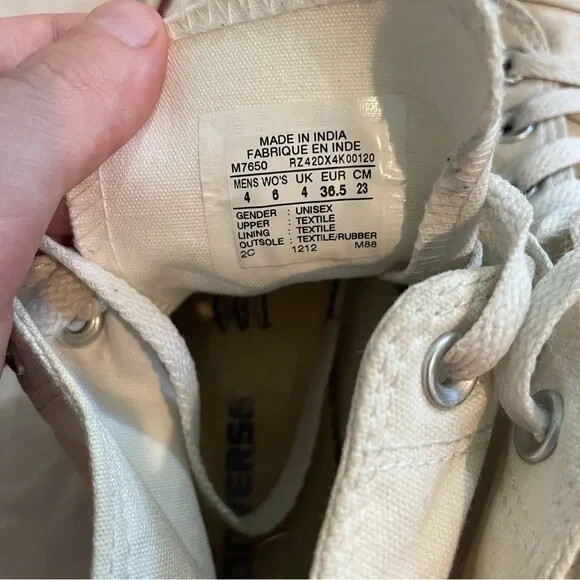 MADE IN INDIA
FABRIQUE EN INDE
M7650 RZ42DX4K00120
MENS WO'S UK EUR CM
4 6 4 36.5 23
GENDER : UNISEX
UPPER : TEXTILE
LINING : TEXTILE
OUTSOLE : TEXTILE/RUBBER
2C 1212 M88
CONVERSE